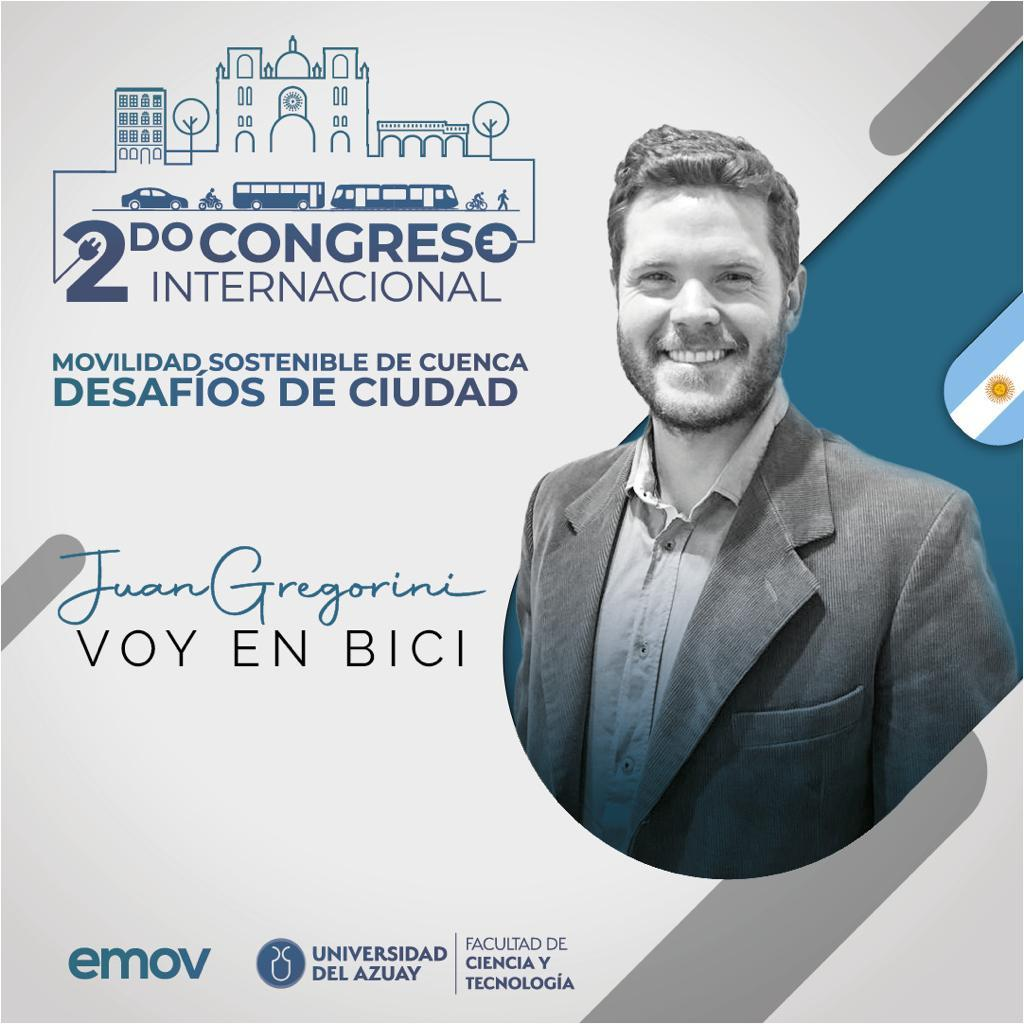 2DO CONGRESO
INTERNACIONAL
MOVILIDAD SOSTENIBLE DE CUENCA
DESAFÍOS DE CIUDAD
Juan Gregorini
VOY EN BICI
emov
UNIVERSIDAD
DEL AZUAY
FACULTAD DE
CIENCIA Y
TECNOLOGÍA